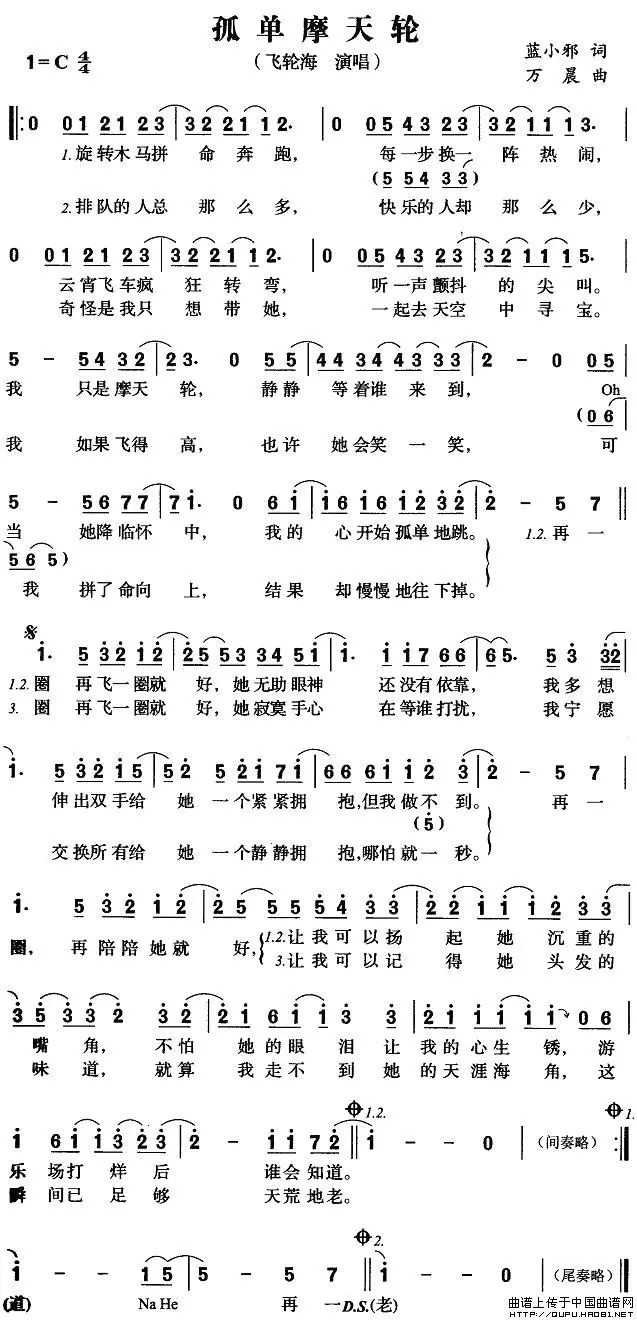 孤单摩天轮
1=C 4/4
（飞轮海 演唱）
蓝小邪 词
万晨 曲
0 01 21 23 32 21 12. 0 05 43 23 32 11 13.
1.旋转木马拼命奔跑, 每一步换一阵热闹,
(5 54 33)
2.排队的人总那么多, 快乐的人却那么少,
0 01 21 23 32 21 12. 0 05 43 23 32 11 15.
云宵飞车疯狂转弯, 听一声颤抖的尖叫。
奇怪是我只想带她, 一起去天空中寻宝。
5 - 54 32 23. 0 5 44 34 43 33 2 - 0 05
我 只是摩天轮, 静静等着谁来到, Oh
(06
我 如果飞得高, 也许她会笑一笑, 可
5 - 56 77 71. 0 61 16 16 12 32 2 - 5 7
当 她降临怀中, 我的心开始孤单地跳。 1.2.再一
56 5)
我 拼了命向上, 结果却慢慢地往下掉。
1. 5 32 12 25 53 34 51 1. 1 17 66 65. 5 3 32
1.2.圈 再飞一圈就好, 她无助眼神 还没有依靠, 我多想
3.圈 再飞一圈就好, 她寂寞手心 在等谁打扰, 我宁愿
1. 5 32 15 52 5 21 71 66 61 12 3 2 - 5 7
伸出双手给她一个紧紧拥抱,但我做不到。 再一
(5)
交换所有给她一个静静拥抱,哪怕就一秒。
1. 5 32 12 25 55 54 33 22 11 12 33
圈, 再陪陪她就好, 1.2.让我可以扬起她沉重的
3.让我可以记得她头发的
35 33 2 32 21 61 3 3 21 11 11 06
嘴角, 不怕她的眼泪让我的心生锈, 游
味道, 就算我走不到她的天涯海角, 这
1.2. 1.
1 61 13 23 2 - 11 72 1 - - 0 （间奏略）
乐场打烊后 谁会知道。
瞬间已足够 天荒地老。
2.
1 - - 15 5 - 5 7 1 - - 0 （尾奏略）
(道) Na He 再一D.S.(老)
曲谱上传于中国曲谱网
HTTP://QUPU.HAO81.NET